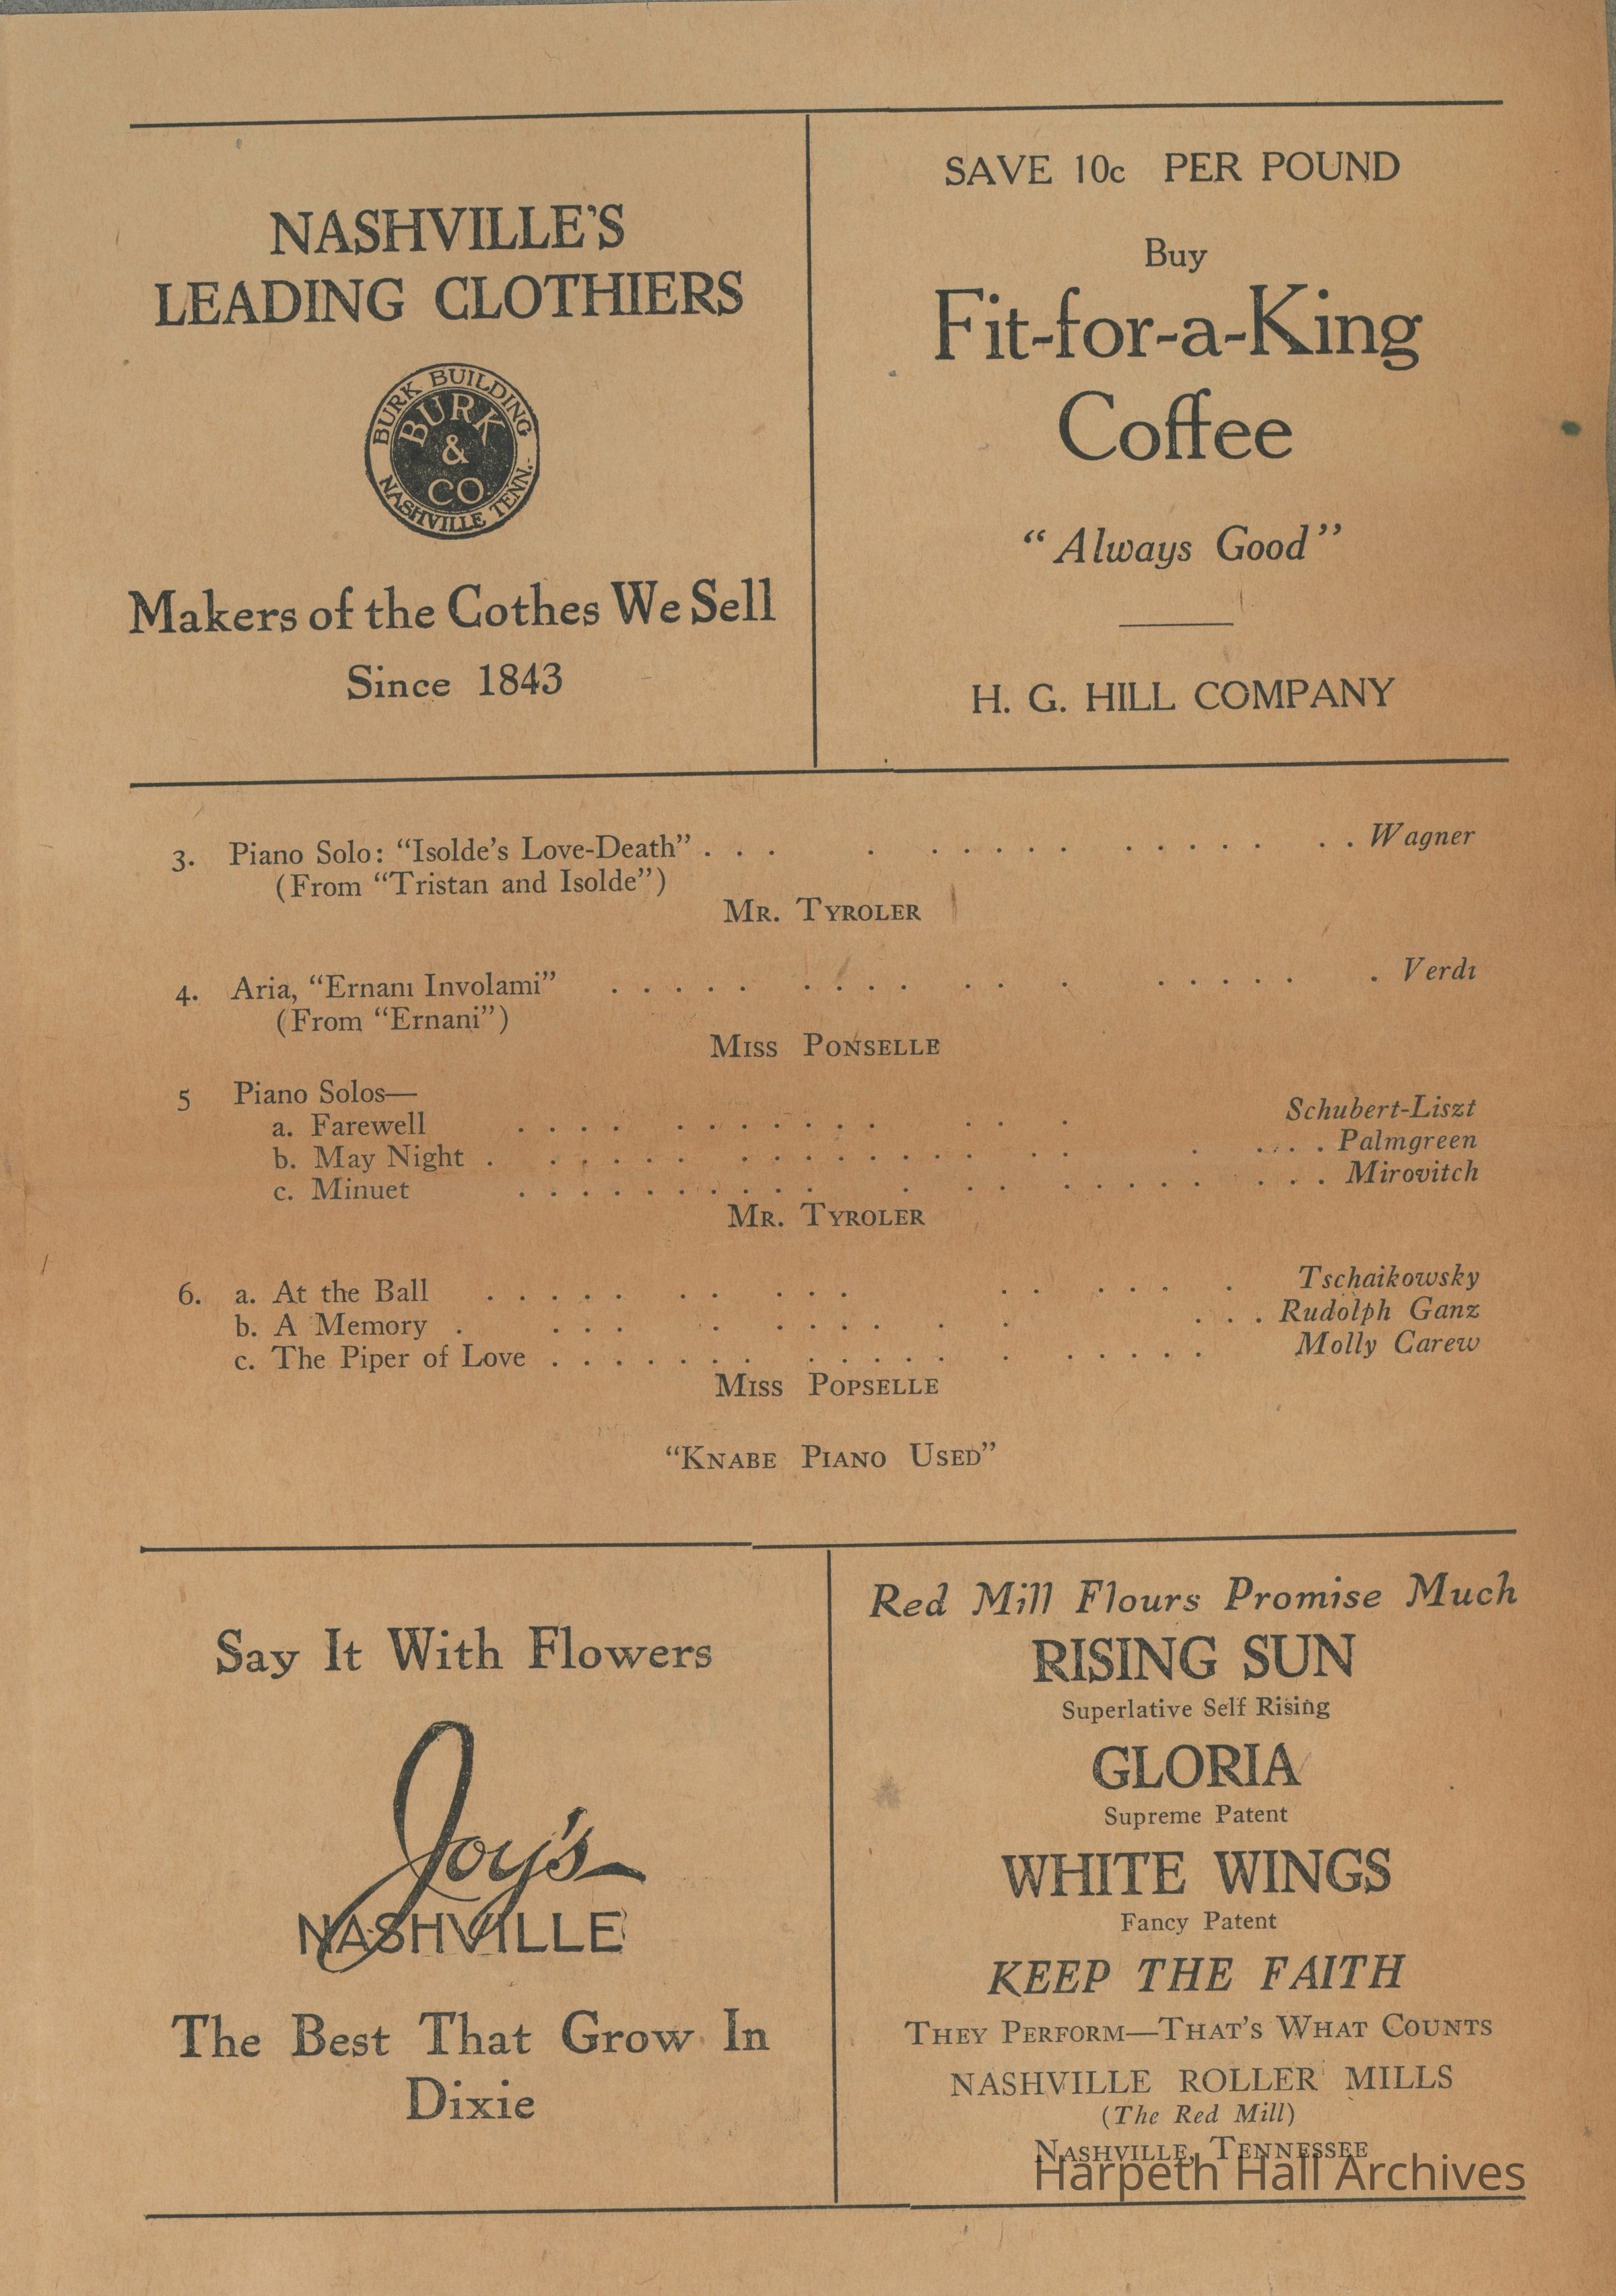 NASHVILLE'S
LEADING CLOTHIERS
BURK BUILDING
BURK
&
CO.
NASHVILLE TENN.
Makers of the Cothes We Sell
Since 1843
SAVE 10c PER POUND
Buy
Fit-for-a-King
Coffee
"Always Good"
H. G. HILL COMPANY
3. Piano Solo: "Isolde's Love-Death" . . . . . . . . . . . . . . . . Wagner
(From "Tristan and Isolde")
MR. TYROLER
4. Aria, "Ernani Involami" . . . . . . . . . . . . . . . . . . Verdi
(From "Ernani")
MISS PONSELLE
5 Piano Solos—
a. Farewell . . . . . . . . . . . . . . Schubert-Liszt
b. May Night . . . . . . . . . . . . . . . . . . . . Palmgreen
c. Minuet . . . . . . . . . . . . . . . . . . . . . Mirovitch
MR. TYROLER
6. a. At the Ball . . . . . . . . . . . . . . . . Tschaikowsky
b. A Memory . . . . . . . . . . . . . . Rudolph Ganz
c. The Piper of Love . . . . . . . . . . . . . . . . . . Molly Carew
MISS POPSELLE
"KNABE PIANO USED"
Say It With Flowers
Joy's
NASHVILLE
The Best That Grow In
Dixie
Red Mill Flours Promise Much
RISING SUN
Superlative Self Rising
GLORIA
Supreme Patent
WHITE WINGS
Fancy Patent
KEEP THE FAITH
THEY PERFORM—THAT'S WHAT COUNTS
NASHVILLE ROLLER MILLS
(The Red Mill)
NASHVILLE, TENNESSEE
Harpeth Hall Archives